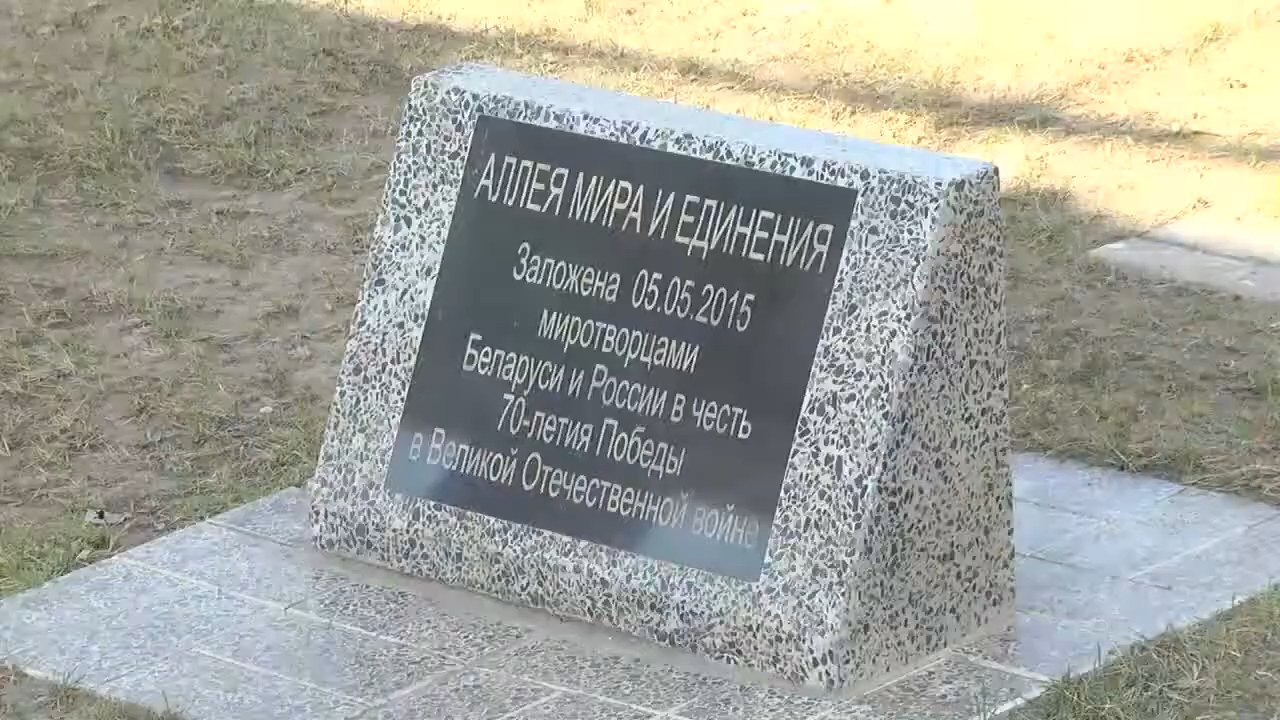 АЛЛЕЯ МИРА И ЕДИНЕНИЯ
Заложена 05.05.2015
миротворцами
Беларуси и России в честь
70-летия Победы
в Великой Отечественной войне